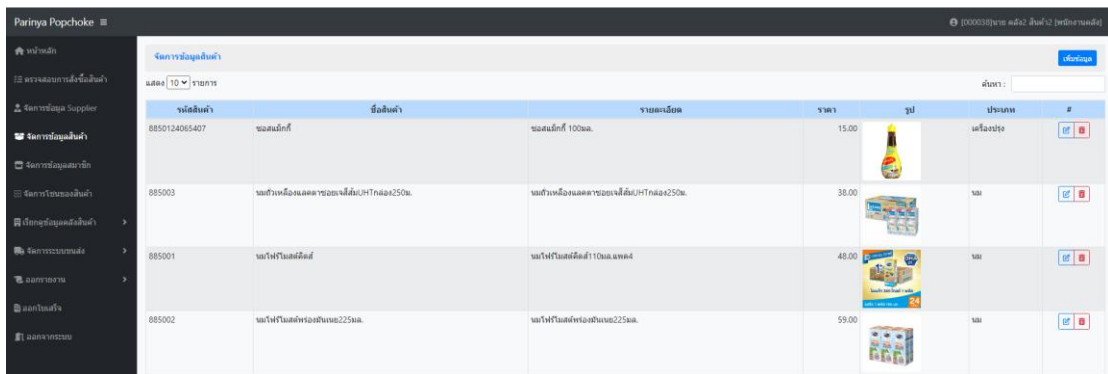 Parinya Popchoke
[000038]นาย คลัง2 สินค้า2 [พนักงานคลัง]
หน้าหลัก
ตรวจสอบการสั่งซื้อสินค้า
จัดการข้อมูล Supplier
จัดการข้อมูลสินค้า
จัดการข้อมูลสมาชิก
จัดการโซนของสินค้า
เรียกดูข้อมูลคลังสินค้า
จัดการระบบขนส่ง
ออกรายงาน
ออกใบเสร็จ
ออกจากระบบ
จัดการข้อมูลสินค้า
เพิ่มข้อมูล
แสดง 10 รายการ
ค้นหา :
รหัสสินค้า ชื่อสินค้า รายละเอียด ราคา รูป ประเภท #
8850124065407 ซอสแม็กกี้ ซอสแม็กกี้ 100มล. 15.00 เครื่องปรุง
885003 นมถั่วเหลืองแลคตาซอยเจสี่ส้มUHTกล่อง250ม. นมถั่วเหลืองแลคตาซอยเจสี่ส้มUHTกล่อง250ม. 38.00 นม
885001 นมโฟร์โมสต์คิดส์ นมโฟร์โมสต์คิดส์110มล.แพค4 48.00 นม
24
885002 นมโฟร์โมสต์พร่องมันเนย225มล. นมโฟร์โมสต์พร่องมันเนย225มล. 59.00 นม